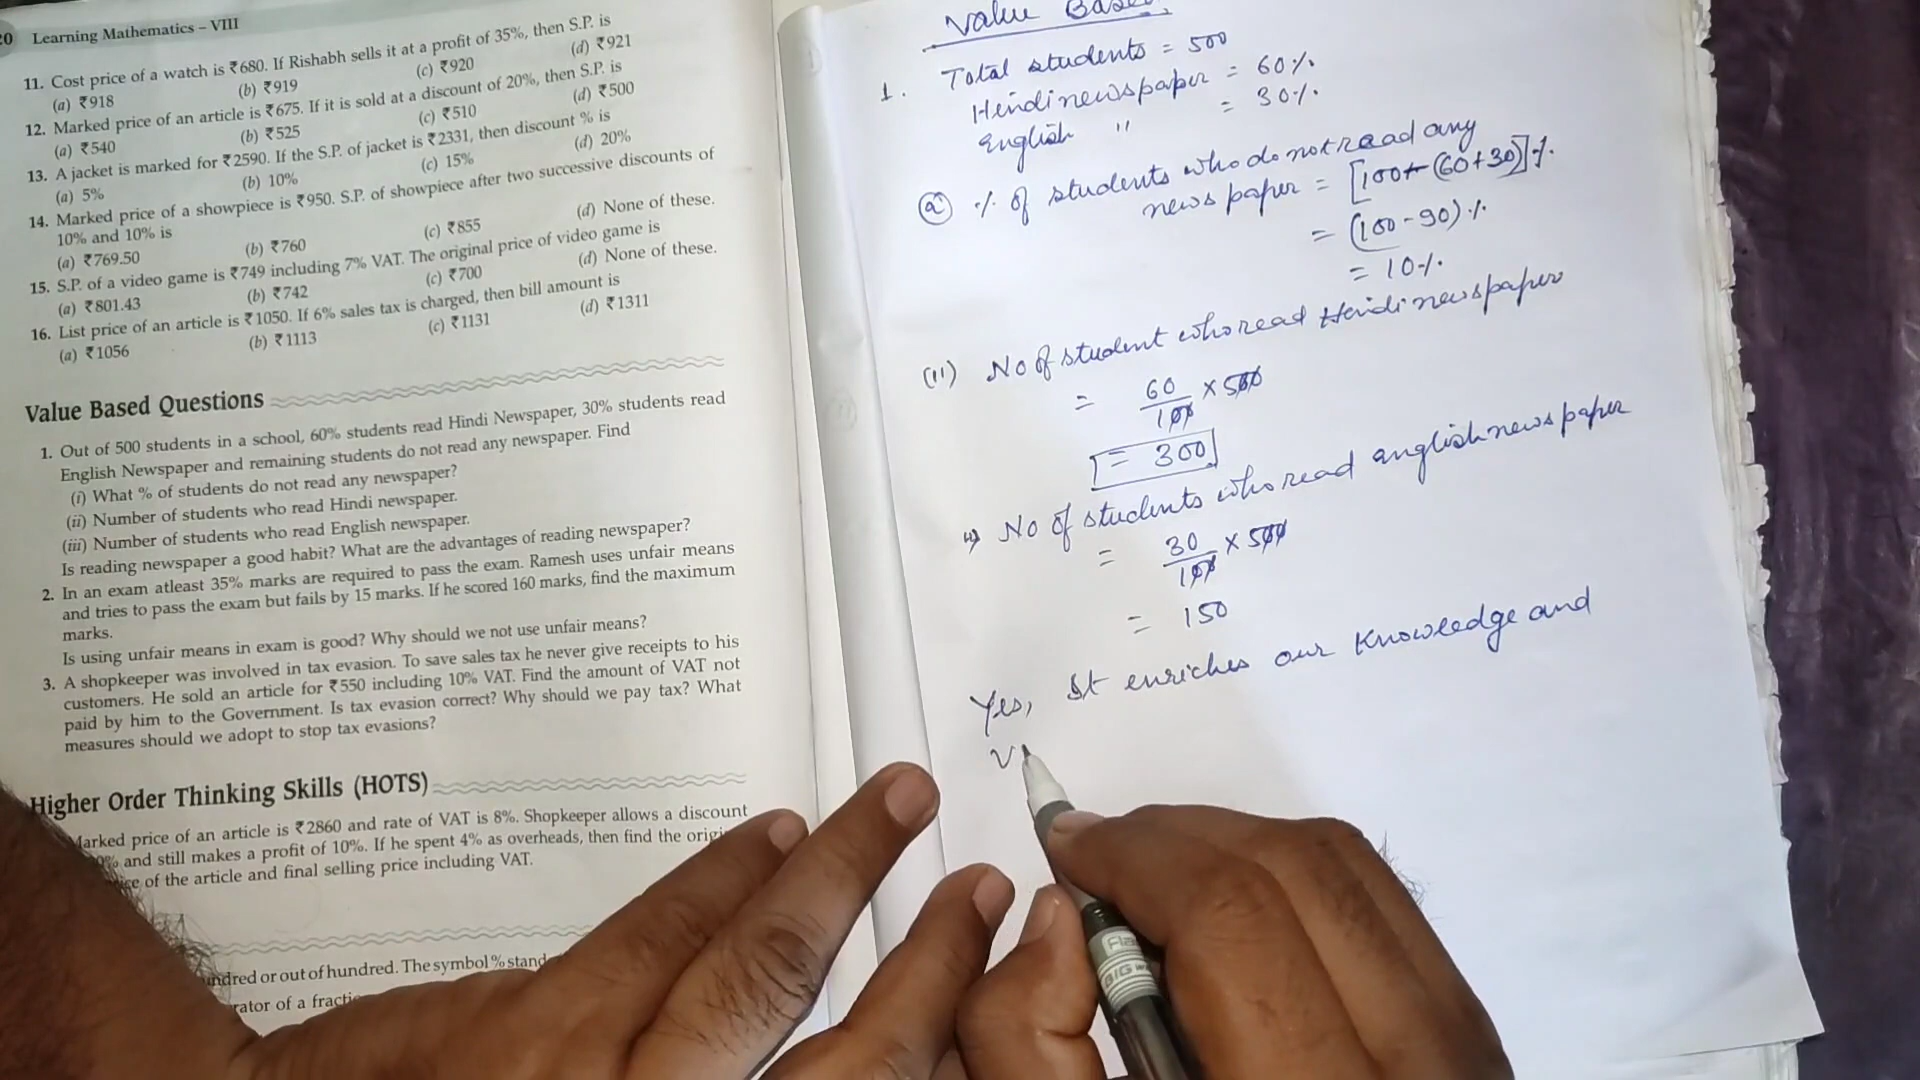 20 Learning Mathematics – VIII
11. Cost price of a watch is ₹680. If Rishabh sells it at a profit of 35%, then S.P. is
(a) ₹918 (b) ₹919 (c) ₹920 (d) ₹921
12. Marked price of an article is ₹675. If it is sold at a discount of 20%, then S.P. is
(a) ₹540 (b) ₹525 (c) ₹510 (d) ₹500
13. A jacket is marked for ₹2590. If the S.P. of jacket is ₹2331, then discount % is
(a) 5% (b) 10% (c) 15% (d) 20%
14. Marked price of a showpiece is ₹950. S.P. of showpiece after two successive discounts of
10% and 10% is
(a) ₹769.50 (b) ₹760 (c) ₹855 (d) None of these.
15. S.P. of a video game is ₹749 including 7% VAT. The original price of video game is
(a) ₹801.43 (b) ₹742 (c) ₹700 (d) None of these.
16. List price of an article is ₹1050. If 6% sales tax is charged, then bill amount is
(a) ₹1056 (b) ₹1113 (c) ₹1131 (d) ₹1311
Value Based Questions
1. Out of 500 students in a school, 60% students read Hindi Newspaper, 30% students read
English Newspaper and remaining students do not read any newspaper. Find
(i) What % of students do not read any newspaper?
(ii) Number of students who read Hindi newspaper.
(iii) Number of students who read English newspaper.
Is reading newspaper a good habit? What are the advantages of reading newspaper?
2. In an exam atleast 35% marks are required to pass the exam. Ramesh uses unfair means
and tries to pass the exam but fails by 15 marks. If he scored 160 marks, find the maximum
marks.
Is using unfair means in exam is good? Why should we not use unfair means?
3. A shopkeeper was involved in tax evasion. To save sales tax he never give receipts to his
customers. He sold an article for ₹550 including 10% VAT. Find the amount of VAT not
paid by him to the Government. Is tax evasion correct? Why should we pay tax? What
measures should we adopt to stop tax evasions?
Higher Order Thinking Skills (HOTS)
Marked price of an article is ₹2860 and rate of VAT is 8%. Shopkeeper allows a discount
and still makes a profit of 10%. If he spent 4% as overheads, then find the
of the article and final selling price including VAT.
or out of hundred. The symbol %
of a
Value Based
1. Total students = 500
Hindi newspaper = 60%
English " = 30%
(a) % of students who do not read any
newspaper = [100 - (60+30)]%
= (100-90)%
= 10%
(ii) No of student who read Hindi newspaper
= 60/100 × 500
= 300
No of students who read english newspaper
= 30/100 × 500
= 150
Yes, It enriches our knowledge and
V
Flair